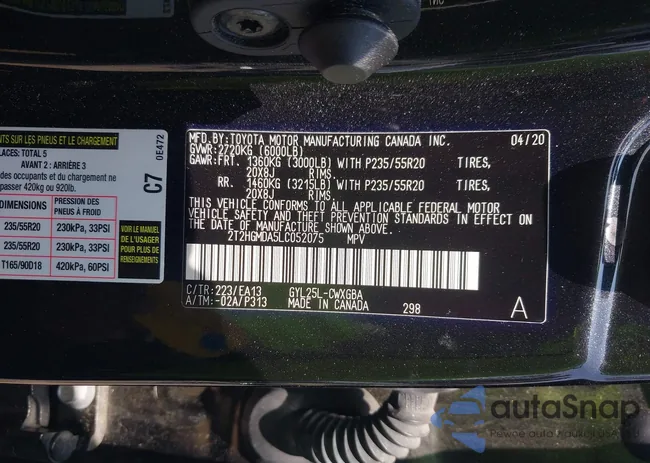 NTS SUR LES PNEUS ET LE CHARGEMENT
LACES: TOTAL 5
AVANT 2 : ARRIÈRE 3
des occupants et du chargement ne
passer 420kg ou 920lb.
DIMENSIONS
PRESSION DES
PNEUS À FROID
235/55R20 230kPa, 33PSI
235/55R20 230kPa, 33PSI
T165/90D18 420kPa, 60PSI
VOIR LE MANUEL
DE L'USAGER
POUR PLUS DE
RENSEIGNEMENTS
C7
0E472
MFD. BY: TOYOTA MOTOR MANUFACTURING CANADA INC. 04/20
GVWR: 2720KG (6000LB)
GAWR: FRT. 1360KG (3000LB) WITH P235/55R20 TIRES,
20X8J RIMS.
RR. 1460KG (3215LB) WITH P235/55R20 TIRES,
20X8J RIMS.
THIS VEHICLE CONFORMS TO ALL APPLICABLE FEDERAL MOTOR
VEHICLE SAFETY AND THEFT PREVENTION STANDARDS IN EFFECT ON
THE DATE OF MANUFACTURE SHOWN ABOVE.
2T2HGMDA5LC052075 MPV
C/TR: 223/EA13 GYL25L-CWXGBA
A/TM: -02A/P313 MADE IN CANADA 298 A
autaSnap